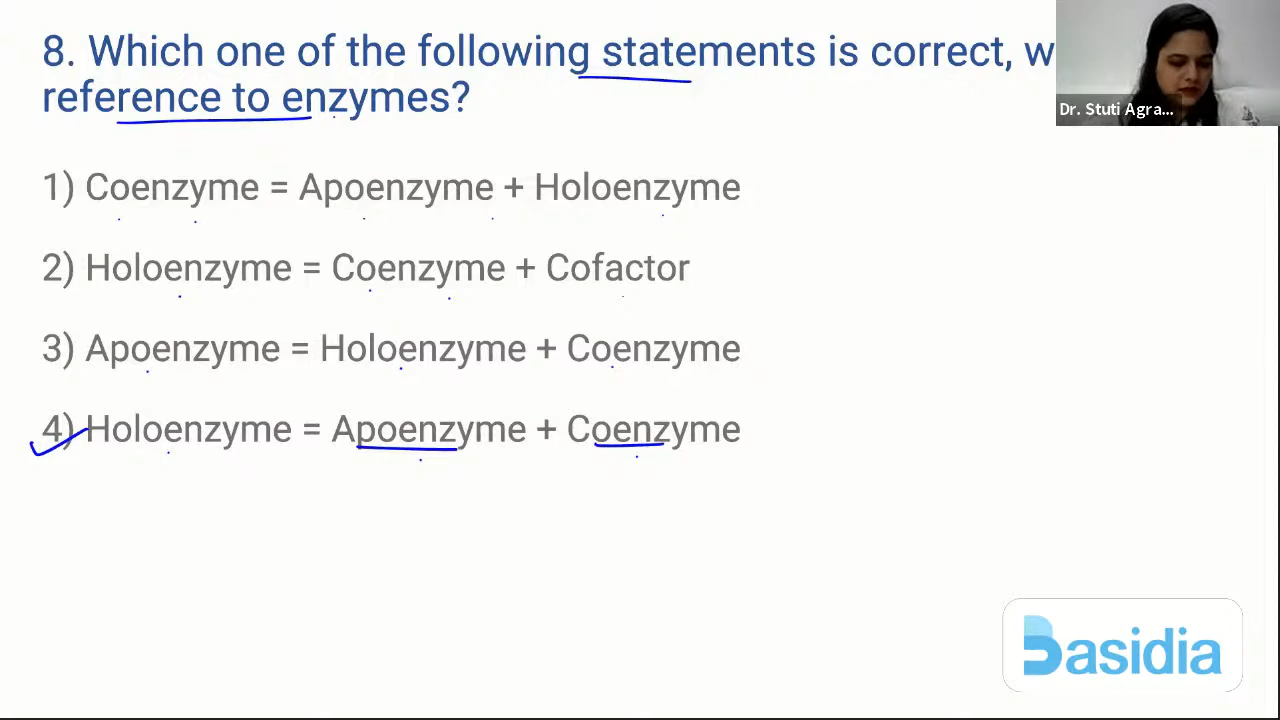 8. Which one of the following statements is correct, w
reference to enzymes?
Dr. Stuti Agra...
1) Coenzyme = Apoenzyme + Holoenzyme
2) Holoenzyme = Coenzyme + Cofactor
3) Apoenzyme = Holoenzyme + Coenzyme
4) Holoenzyme = Apoenzyme + Coenzyme
Basidia